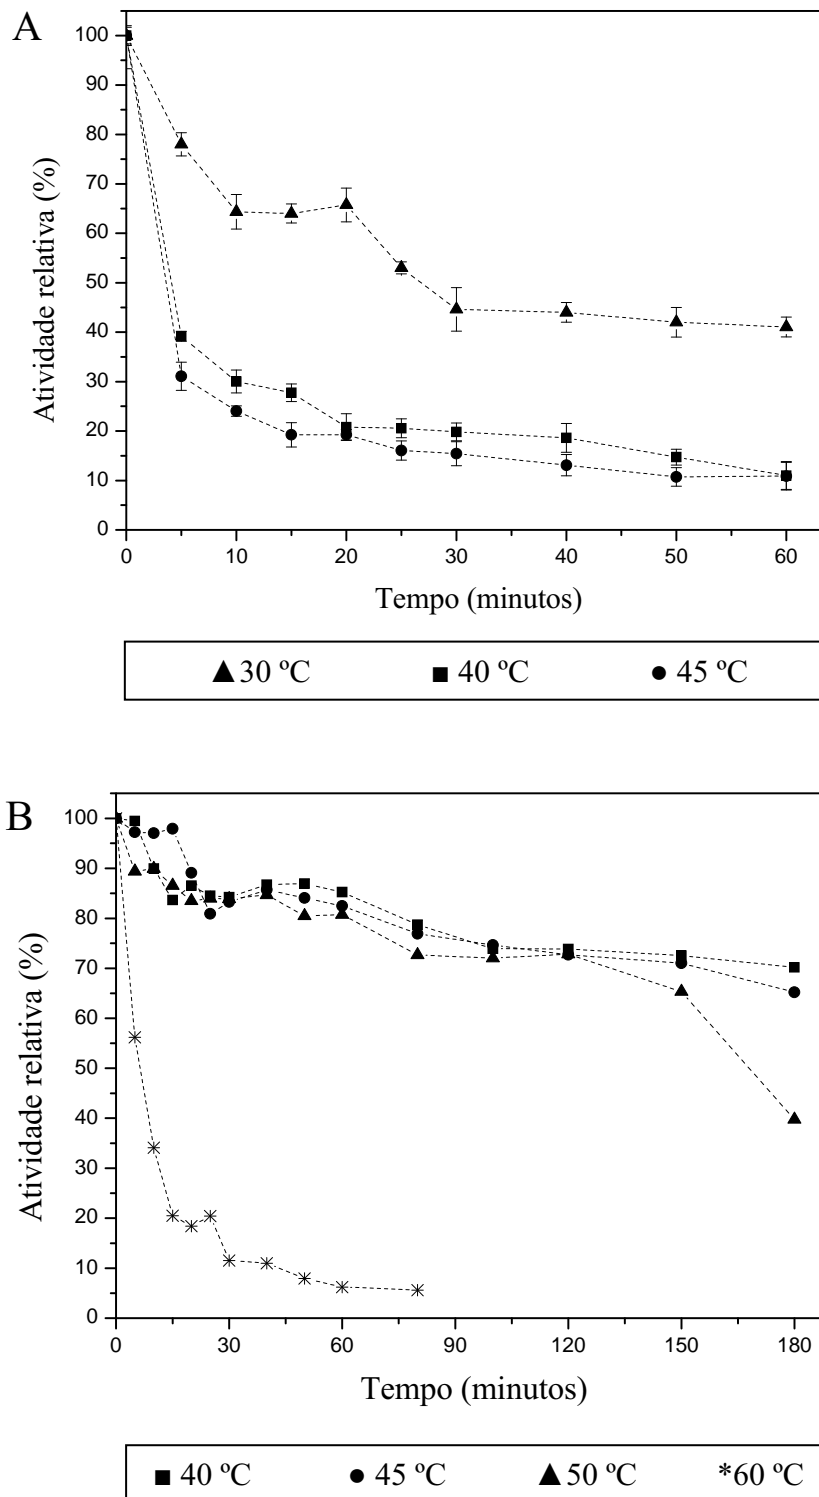 A
100
90
80
70
60
50
40
30
20
10
0
Atividade relativa (%)
0 10 20 30 40 50 60
Tempo (minutos)
▲30 ºC ■ 40 ºC ● 45 ºC
B
100
90
80
70
60
50
40
30
20
10
0
Atividade relativa (%)
0 30 60 90 120 150 180
Tempo (minutos)
■ 40 ºC ● 45 ºC ▲50 ºC *60 ºC